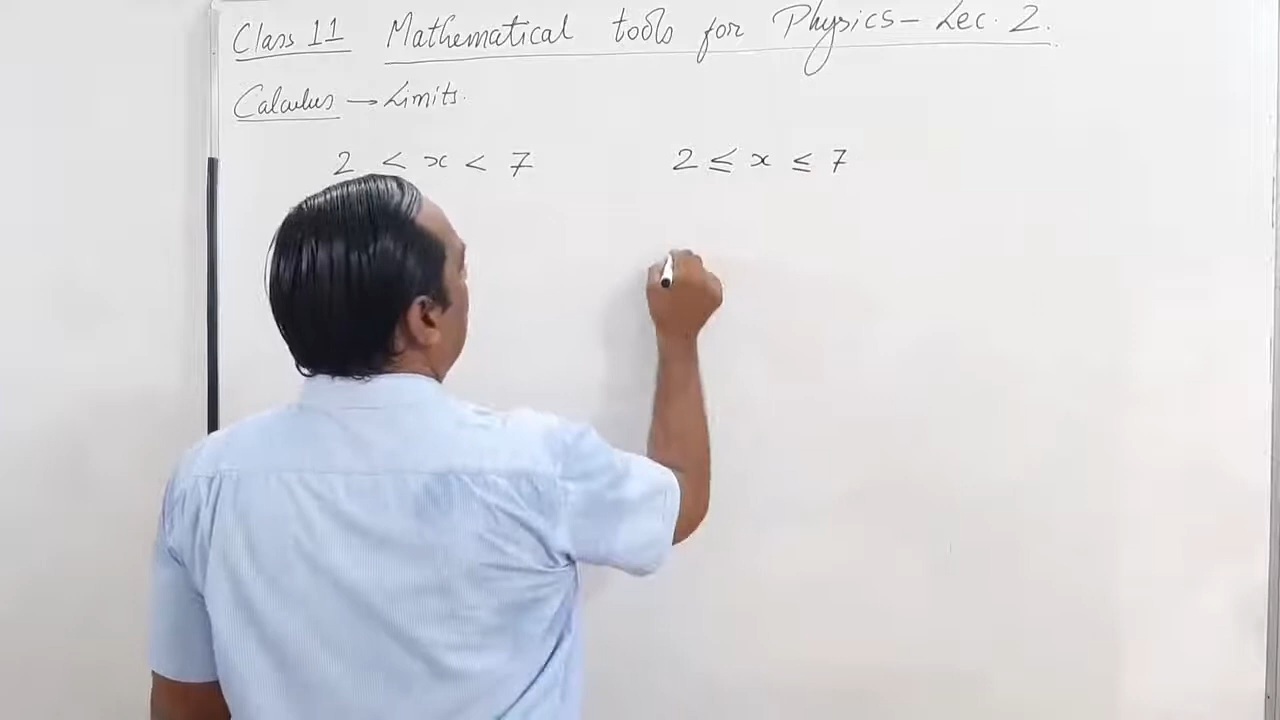 Class 11 Mathematical tools for Physics - Lec. 2.
Calculus → Limits.
2 < x < 7 2 ≤ x ≤ 7